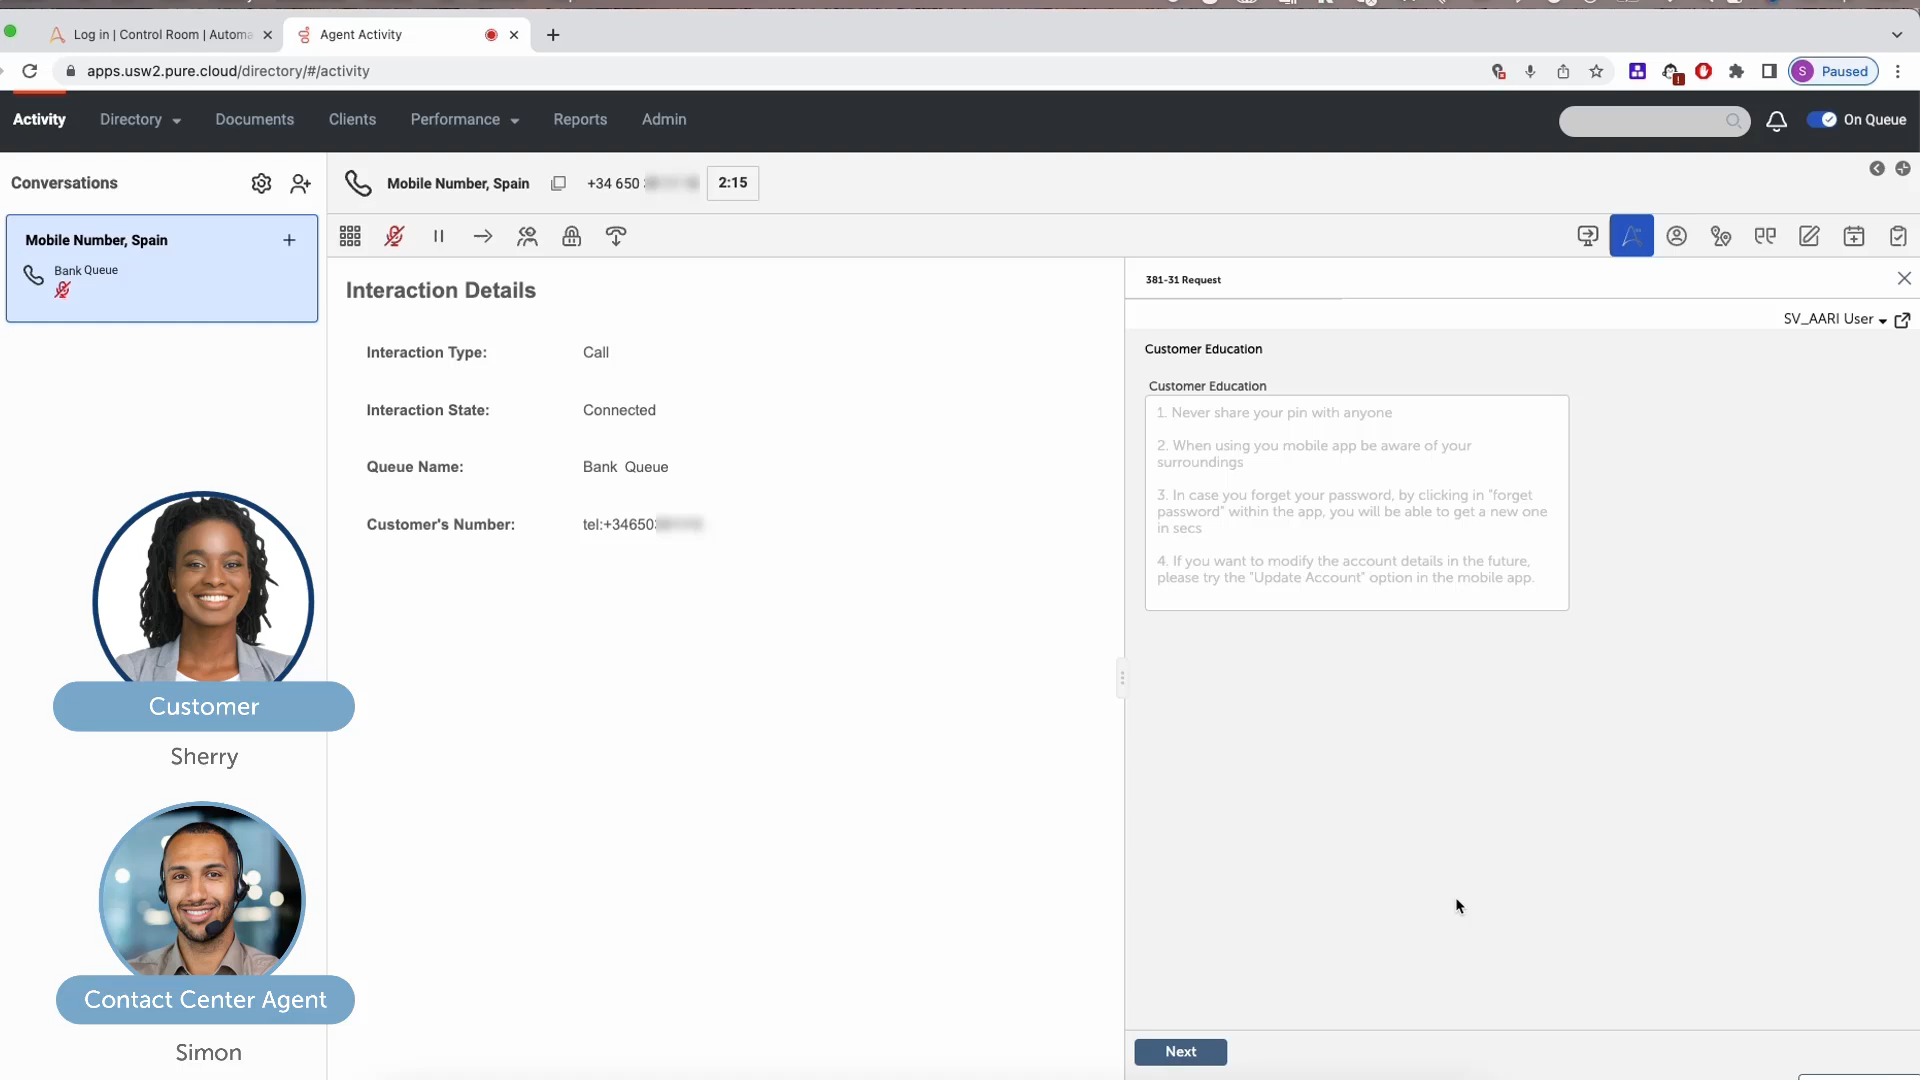 Log in | Control Room | Automa
Agent Activity
apps.usw2.pure.cloud/directory/#/activity
S
Paused
Activity
Directory
Documents
Clients
Performance
Reports
Admin
On Queue
Conversations
Mobile Number, Spain
+34 650
2:15
Mobile Number, Spain
Bank Queue
Interaction Details
Interaction Type:
Call
Interaction State:
Connected
Queue Name:
Bank Queue
Customer's Number:
tel:+34650
381-31 Request
SV_AARI User
Customer Education
Customer Education
1. Never share your pin with anyone
2. When using you mobile app be aware of your
surroundings
3. In case you forget your password, by clicking in "forget
password" within the app, you will be able to get a new one
in secs
4. If you want to modify the account details in the future,
please try the "Update Account" option in the mobile app.
Customer
Sherry
Contact Center Agent
Simon
Next